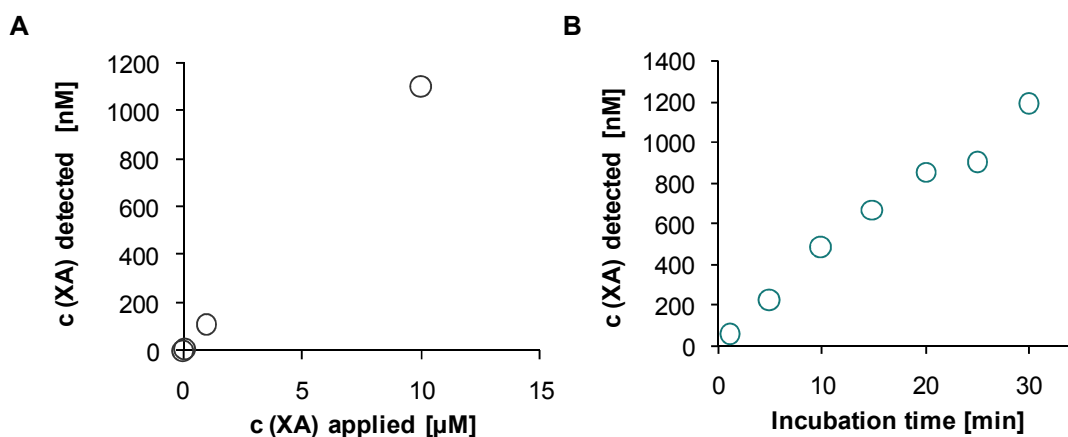 A
c (XA) detected [nM]
1200
1000
800
600
400
200
0
0 5 10 15
c (XA) applied [µM]
B
c (XA) detected [nM]
1400
1200
1000
800
600
400
200
0
0 10 20 30
Incubation time [min]